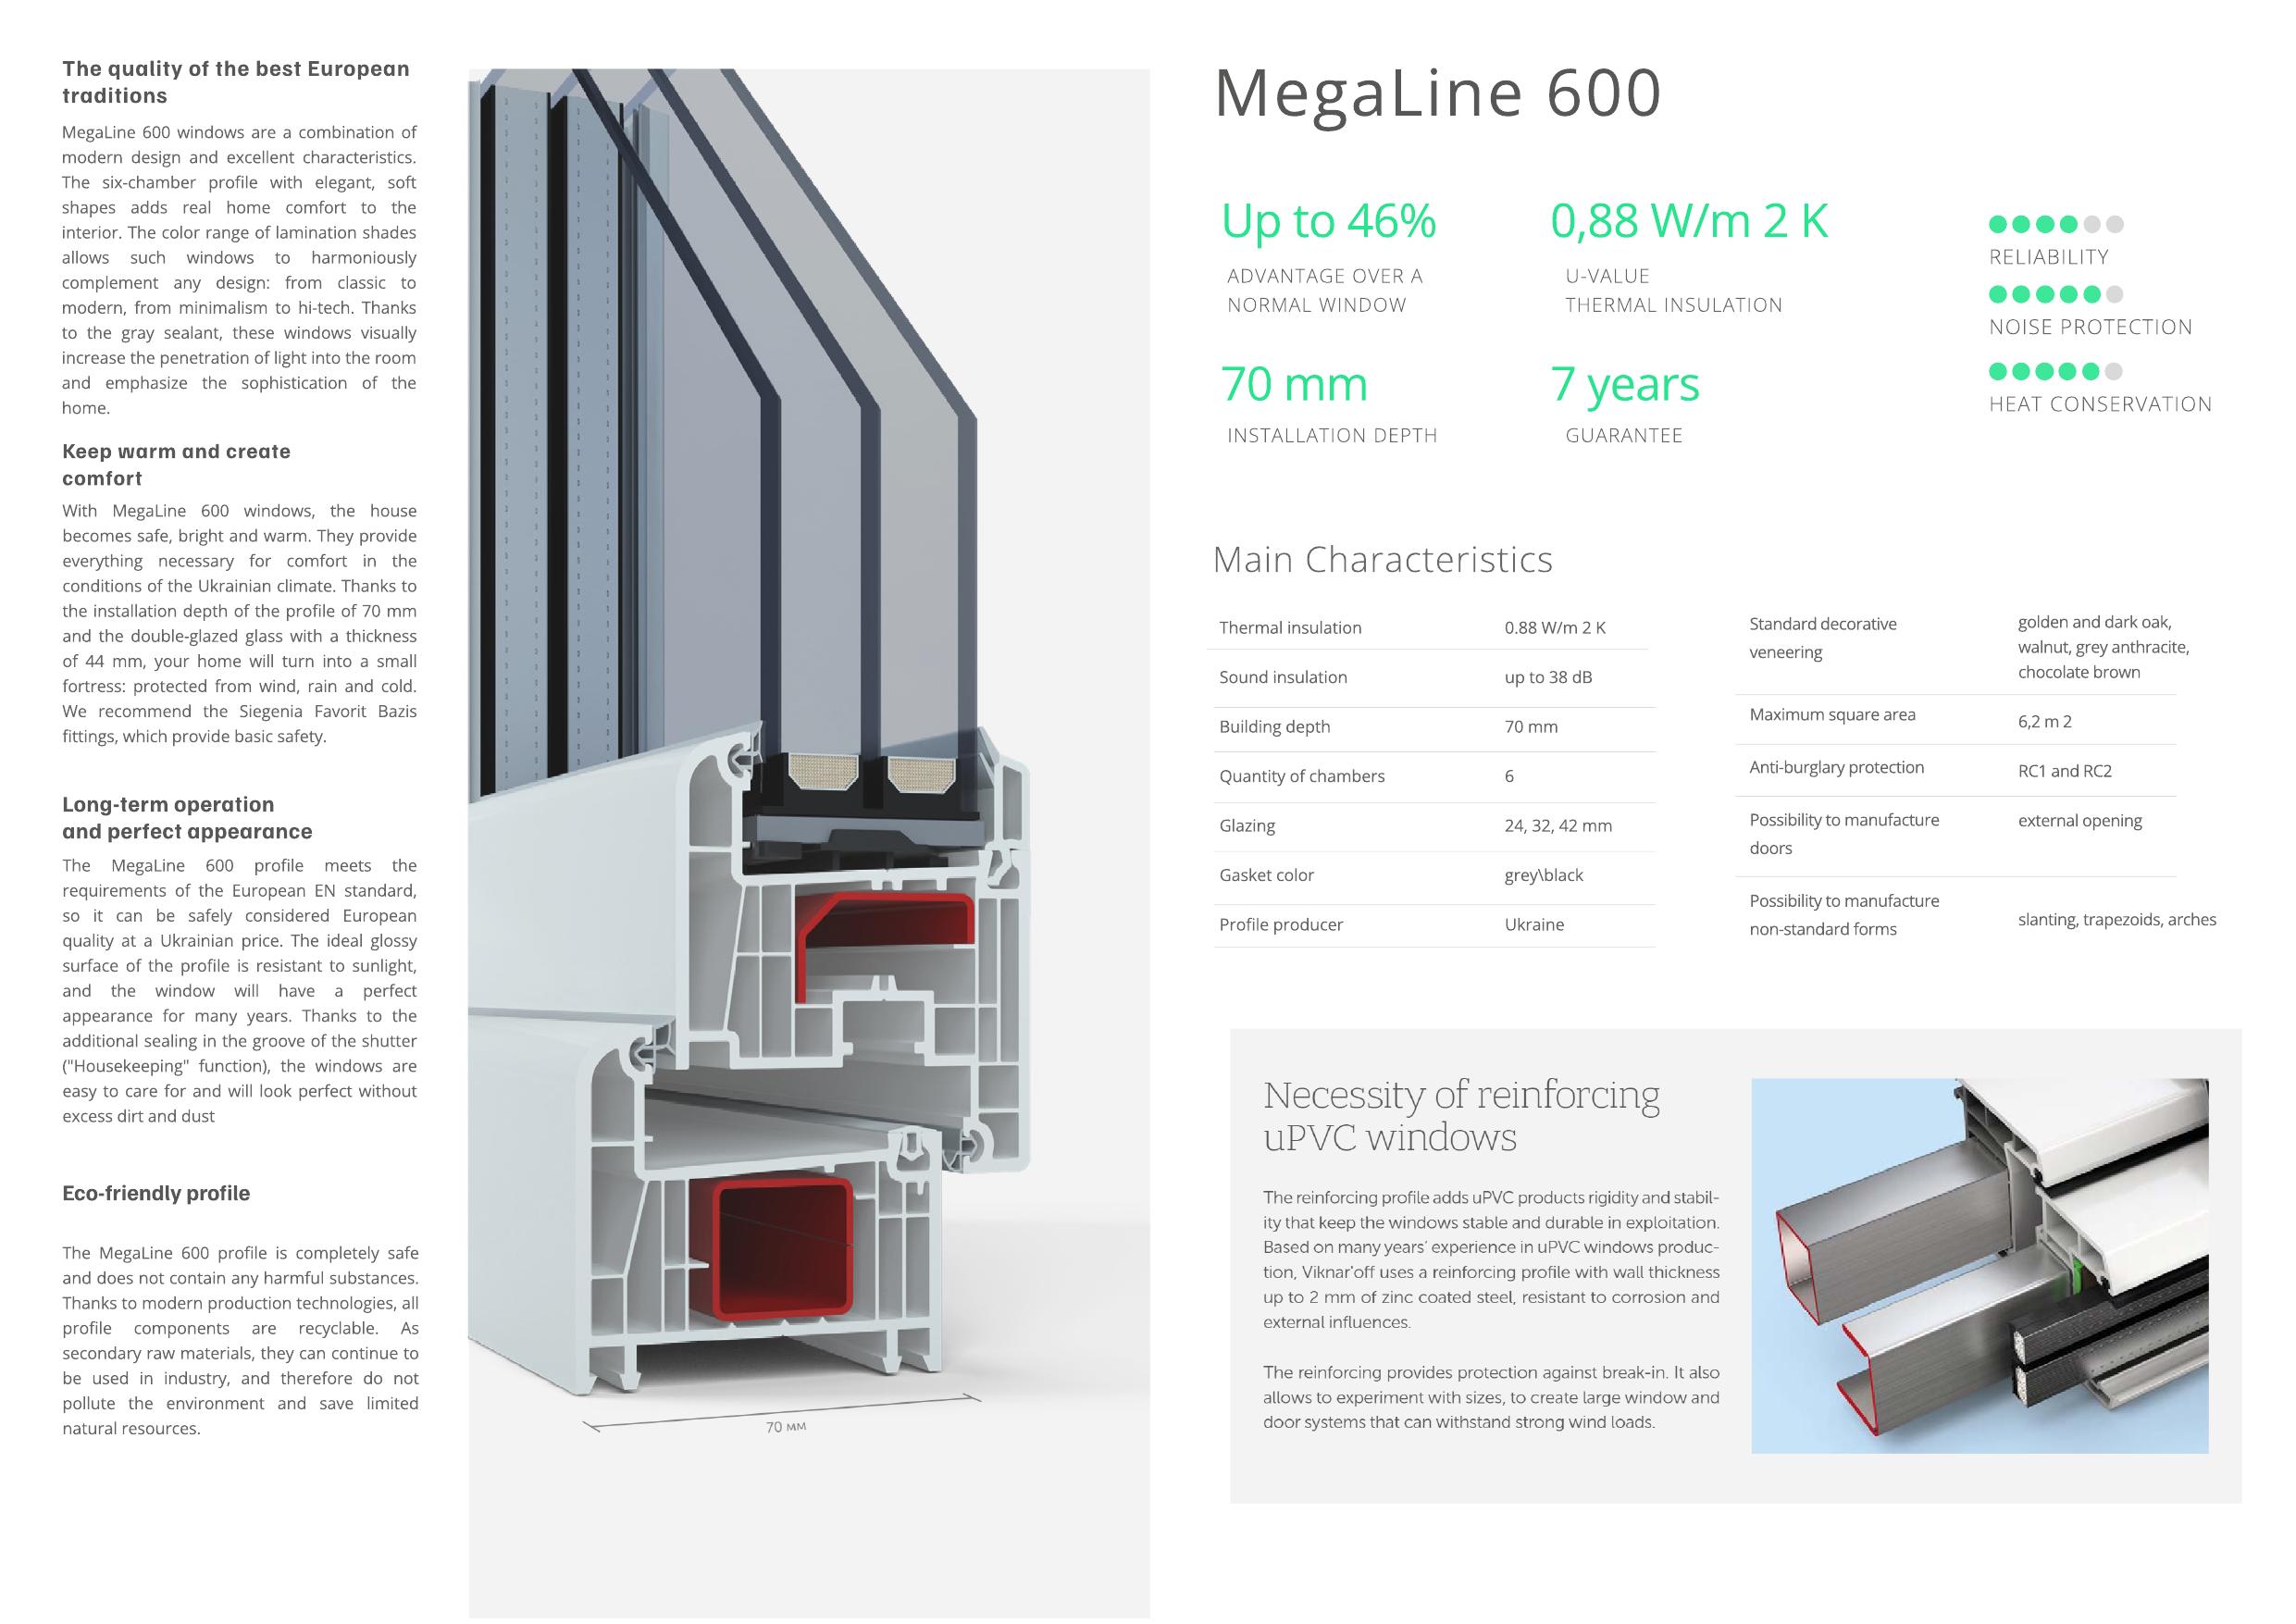 The quality of the best European
traditions
MegaLine 600 windows are a combination of
modern design and excellent characteristics.
The six-chamber profile with elegant, soft
shapes adds real home comfort to the
interior. The color range of lamination shades
allows such windows to harmoniously
complement any design: from classic to
modern, from minimalism to hi-tech. Thanks
to the gray sealant, these windows visually
increase the penetration of light into the room
and emphasize the sophistication of the
home.
Keep warm and create
comfort
With MegaLine 600 windows, the house
becomes safe, bright and warm. They provide
everything necessary for comfort in the
conditions of the Ukrainian climate. Thanks to
the installation depth of the profile of 70 mm
and the double-glazed glass with a thickness
of 44 mm, your home will turn into a small
fortress: protected from wind, rain and cold.
We recommend the Siegenia Favorit Bazis
fittings, which provide basic safety.
Long-term operation
and perfect appearance
The MegaLine 600 profile meets the
requirements of the European EN standard,
so it can be safely considered European
quality at a Ukrainian price. The ideal glossy
surface of the profile is resistant to sunlight,
and the window will have a perfect
appearance for many years. Thanks to the
additional sealing in the groove of the shutter
("Housekeeping" function), the windows are
easy to care for and will look perfect without
excess dirt and dust
Eco-friendly profile
The MegaLine 600 profile is completely safe
and does not contain any harmful substances.
Thanks to modern production technologies, all
profile components are recyclable. As
secondary raw materials, they can continue to
be used in industry, and therefore do not
pollute the environment and save limited
natural resources.
70 мм
MegaLine 600
Up to 46%
ADVANTAGE OVER A
NORMAL WINDOW
0,88 W/m 2 K
U-VALUE
THERMAL INSULATION
70 mm
INSTALLATION DEPTH
7 years
GUARANTEE
RELIABILITY
NOISE PROTECTION
HEAT CONSERVATION
Main Characteristics
Thermal insulation 0.88 W/m 2 K
Sound insulation up to 38 dB
Building depth 70 mm
Quantity of chambers 6
Glazing 24, 32, 42 mm
Gasket color grey\black
Profile producer Ukraine
Standard decorative
veneering
golden and dark oak,
walnut, grey anthracite,
chocolate brown
Maximum square area 6,2 m 2
Anti-burglary protection RC1 and RC2
Possibility to manufacture
doors
external opening
Possibility to manufacture
non-standard forms
slanting, trapezoids, arches
Necessity of reinforcing
uPVC windows
The reinforcing profile adds uPVC products rigidity and stabil-
ity that keep the windows stable and durable in exploitation.
Based on many years' experience in uPVC windows produc-
tion, Viknar'off uses a reinforcing profile with wall thickness
up to 2 mm of zinc coated steel, resistant to corrosion and
external influences.
The reinforcing provides protection against break-in. It also
allows to experiment with sizes, to create large window and
door systems that can withstand strong wind loads.